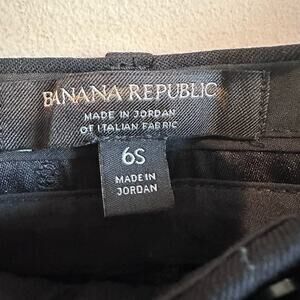 BANANA REPUBLIC
MADE IN JORDAN
OF ITALIAN FABRIC
6S
MADE IN
JORDAN